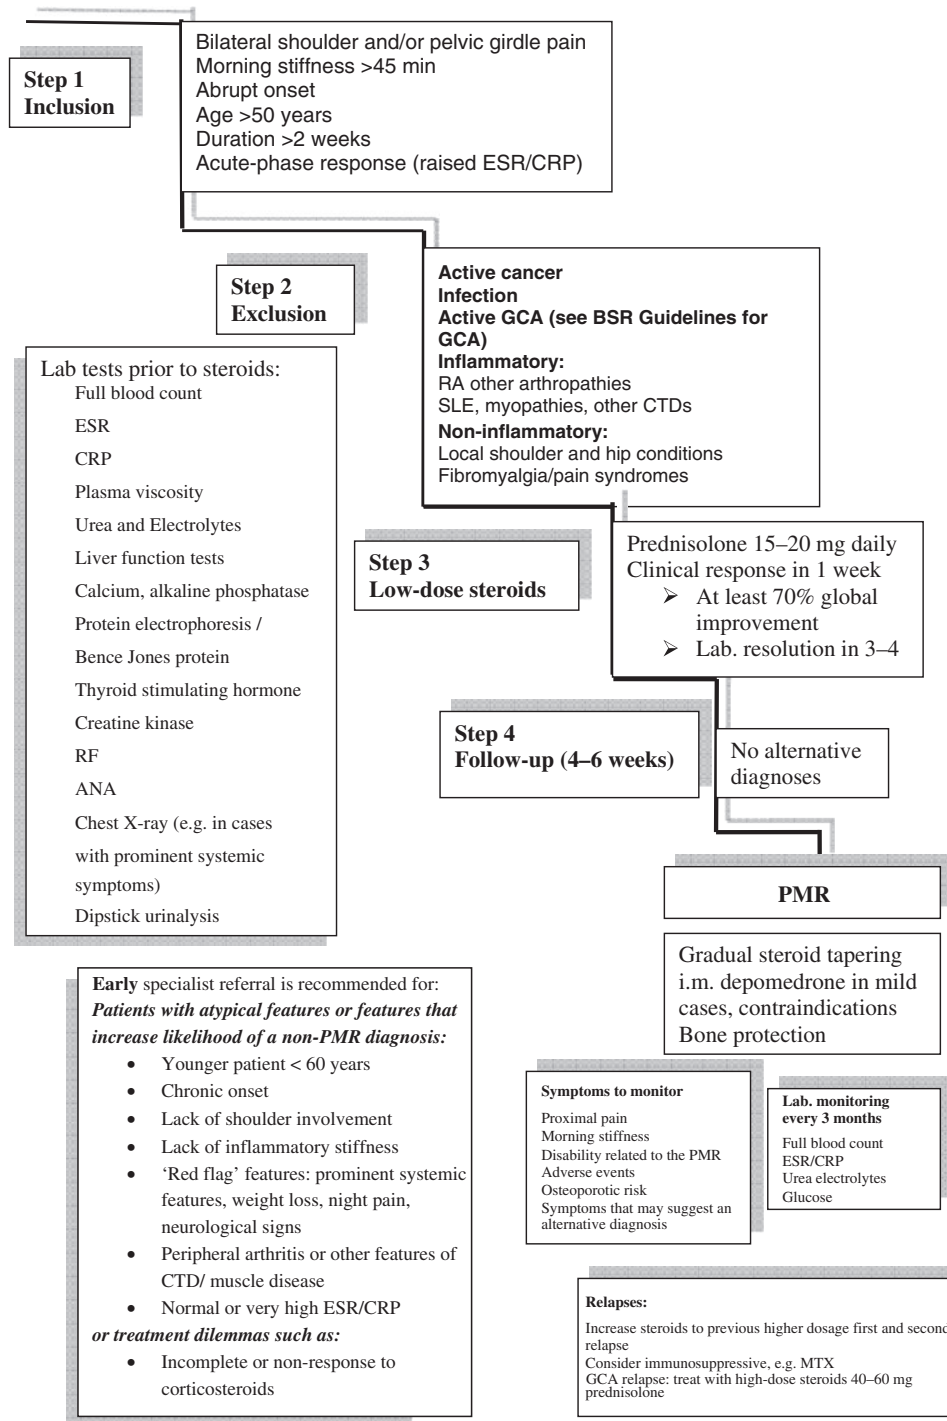 Step 1
Inclusion
Bilateral shoulder and/or pelvic girdle pain
Morning stiffness >45 min
Abrupt onset
Age >50 years
Duration >2 weeks
Acute-phase response (raised ESR/CRP)
Step 2
Exclusion
Active cancer
Infection
Active GCA (see BSR Guidelines for
GCA)
Inflammatory:
RA other arthropathies
SLE, myopathies, other CTDs
Non-inflammatory:
Local shoulder and hip conditions
Fibromyalgia/pain syndromes
Lab tests prior to steroids:
Full blood count
ESR
CRP
Plasma viscosity
Urea and Electrolytes
Liver function tests
Calcium, alkaline phosphatase
Protein electrophoresis /
Bence Jones protein
Thyroid stimulating hormone
Creatine kinase
RF
ANA
Chest X-ray (e.g. in cases
with prominent systemic
symptoms)
Dipstick urinalysis
Step 3
Low-dose steroids
Prednisolone 15–20 mg daily
Clinical response in 1 week
➢ At least 70% global
improvement
➢ Lab. resolution in 3–4
Step 4
Follow-up (4–6 weeks)
No alternative
diagnoses
PMR
Gradual steroid tapering
i.m. depomedrone in mild
cases, contraindications
Bone protection
Early specialist referral is recommended for:
Patients with atypical features or features that
increase likelihood of a non-PMR diagnosis:
• Younger patient < 60 years
• Chronic onset
• Lack of shoulder involvement
• Lack of inflammatory stiffness
• ‘Red flag’ features: prominent systemic
features, weight loss, night pain,
neurological signs
• Peripheral arthritis or other features of
CTD/ muscle disease
• Normal or very high ESR/CRP
or treatment dilemmas such as:
• Incomplete or non-response to
corticosteroids
Symptoms to monitor
Proximal pain
Morning stiffness
Disability related to the PMR
Adverse events
Osteoporotic risk
Symptoms that may suggest an
alternative diagnosis
Lab. monitoring
every 3 months
Full blood count
ESR/CRP
Urea electrolytes
Glucose
Relapses:
Increase steroids to previous higher dosage first and second
relapse
Consider immunosuppressive, e.g. MTX
GCA relapse: treat with high-dose steroids 40–60 mg
prednisolone